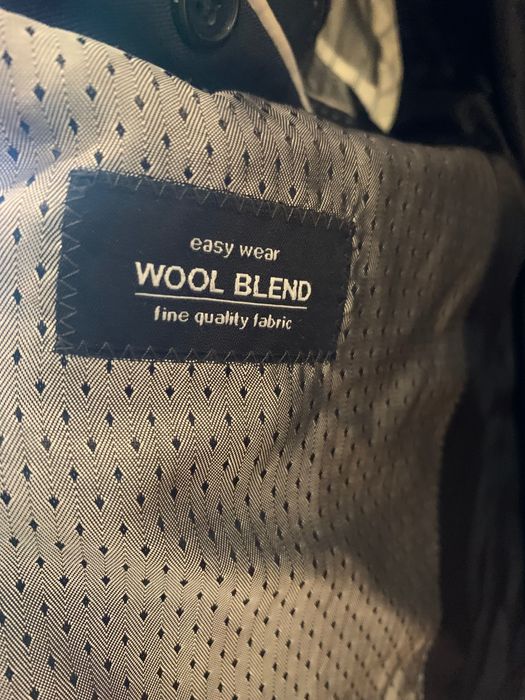 easy wear
WOOL BLEND
fine quality fabric